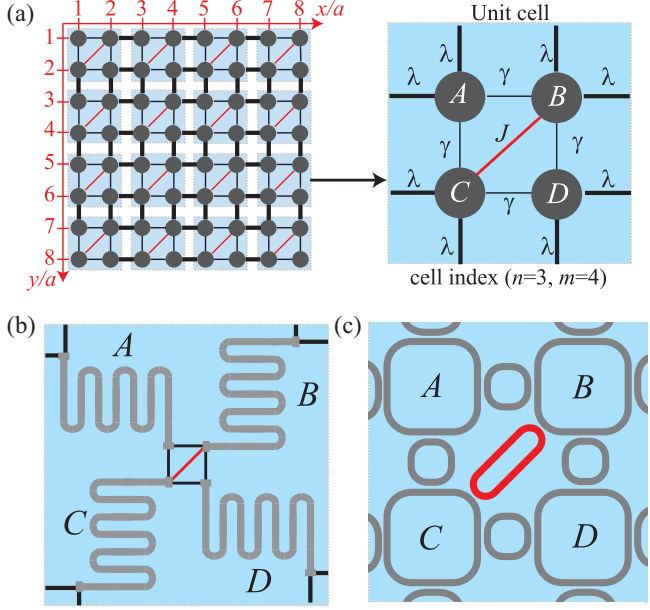 (a)
1 2 3 4 5 6 7 8 x/a
1
2
3
4
5
6
7
8
y/a
Unit cell
λ λ
λ A γ B λ
γ J γ
λ C γ D λ
λ λ
cell index (n=3, m=4)
(b)
A
B
C
D
(c)
A B
C D